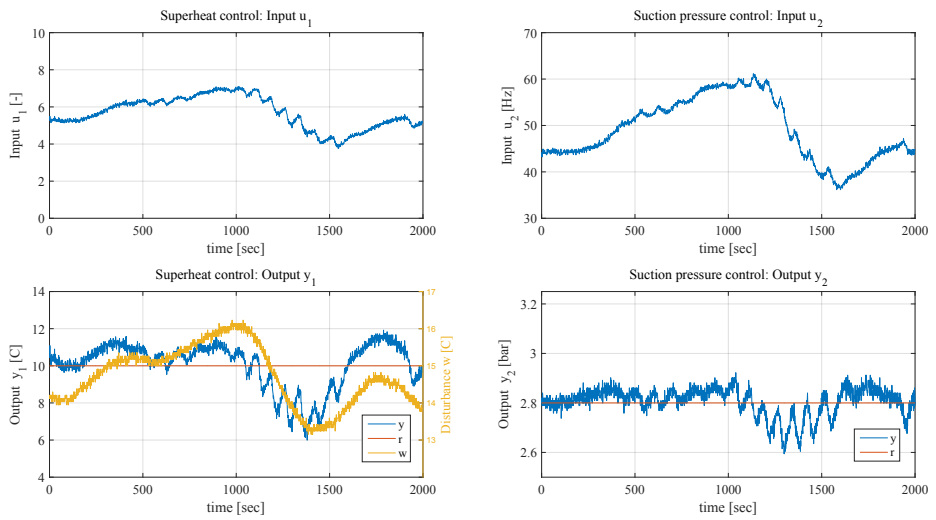 Superheat control: Input u1
10
8
6
4
2
0
Input u1 [-]
0 500 1000 1500 2000
time [sec]
Suction pressure control: Input u2
70
60
50
40
30
Input u2 [Hz]
0 500 1000 1500 2000
time [sec]
Superheat control: Output y1
14
12
10
8
6
4
Output y1 [C]
17
16
15
14
13
Disturbance w [C]
y
r
w
0 500 1000 1500 2000
time [sec]
Suction pressure control: Output y2
3.2
3
2.8
2.6
2.4
Output y2 [bar]
y
r
0 500 1000 1500 2000
time [sec]